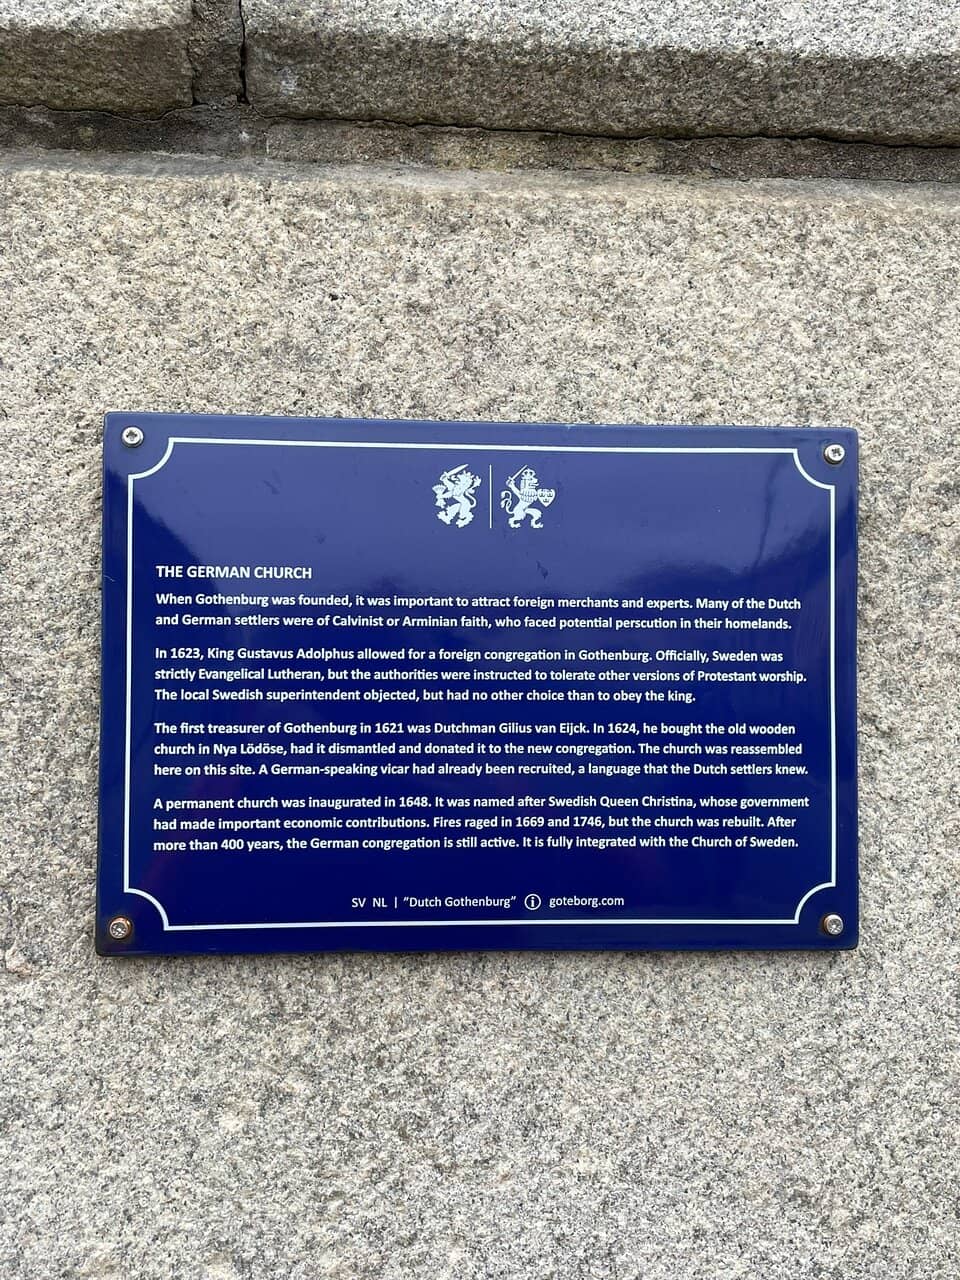 THE GERMAN CHURCH
When Gothenburg was founded, it was important to attract foreign merchants and experts. Many of the Dutch
and German settlers were of Calvinist or Arminian faith, who faced potential perscution in their homelands.
In 1623, King Gustavus Adolphus allowed for a foreign congregation in Gothenburg. Officially, Sweden was
strictly Evangelical Lutheran, but the authorities were instructed to tolerate other versions of Protestant worship.
The local Swedish superintendent objected, but had no other choice than to obey the king.
The first treasurer of Gothenburg in 1621 was Dutchman Gilius van Eijck. In 1624, he bought the old wooden
church in Nya Lödöse, had it dismantled and donated it to the new congregation. The church was reassembled
here on this site. A German-speaking vicar had already been recruited, a language that the Dutch settlers knew.
A permanent church was inaugurated in 1648. It was named after Swedish Queen Christina, whose government
had made important economic contributions. Fires raged in 1669 and 1746, but the church was rebuilt. After
more than 400 years, the German congregation is still active. It is fully integrated with the Church of Sweden.
SV NL | ”Dutch Gothenburg” i goteborg.com